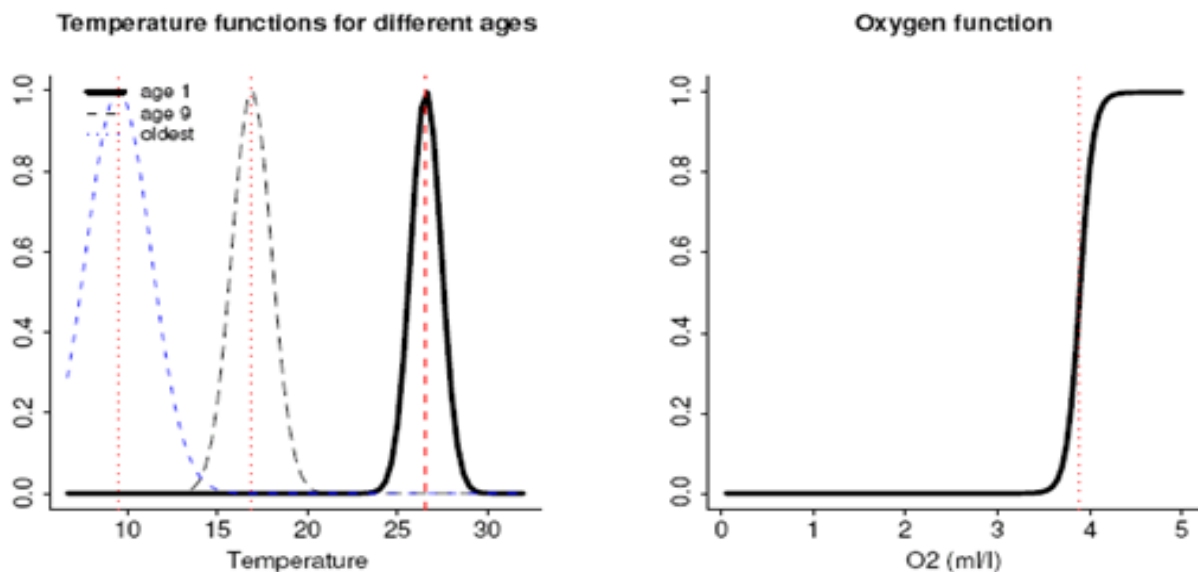 Temperature functions for different ages
1.0
0.8
0.6
0.4
0.2
0.0
age 1
age 9
oldest
10 15 20 25 30
Temperature
Oxygen function
1.0
0.8
0.6
0.4
0.2
0.0
0 1 2 3 4 5
O2 (ml/l)